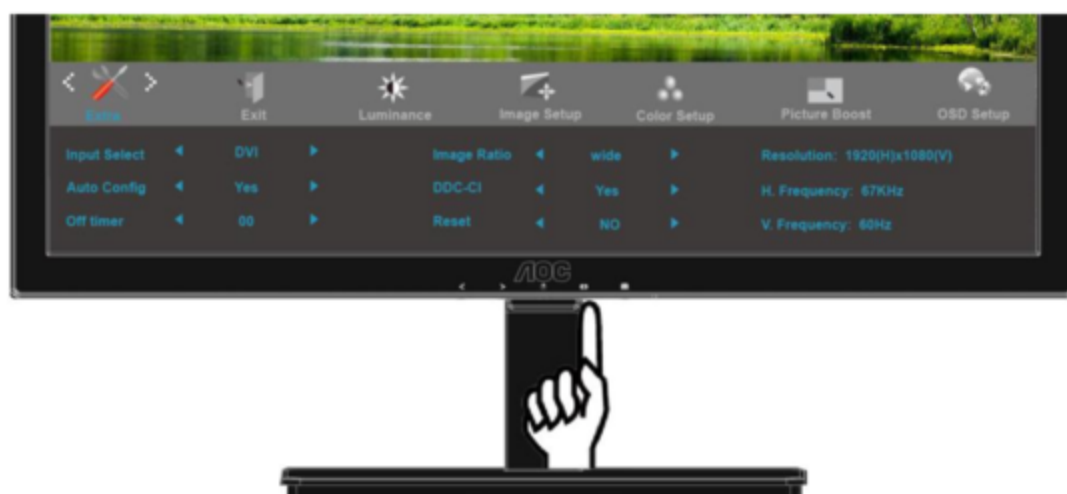 < Extra >
Exit
Luminance
Image Setup
Color Setup
Picture Boost
OSD Setup
Input Select DVI
Image Ratio wide
Resolution: 1920(H)x1080(V)
Auto Config Yes
DDC-CI Yes
H. Frequency: 67KHz
Off timer 00
Reset NO
V. Frequency: 60Hz
AOC
< >